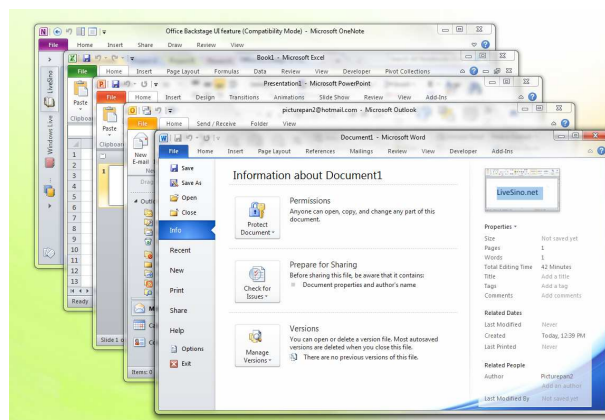 Office Backstage UI feature (Compatibility Mode) - Microsoft OneNote
File Home Insert Share Draw Review View
LiveSino
Windows Live
Book1 - Microsoft Excel
File Home Insert Page Layout Formulas Data Review View Developer Pivot Collections
Paste
Clipboar
1
2
3
4
5
6
7
8
9
10
11
12
13
Ready
Presentation1 - Microsoft PowerPoint
File Home Insert Design Transitions Animations Slide Show Review View Add-Ins
Paste
Clipboar
1
Slide 1
picturepan2@hotmail.com - Microsoft Outlook
File Home Send / Receive Folder View
New
E-mail
Items: 0
Document1 - Microsoft Word
File Home Insert Page Layout References Mailings Review View Developer Add-Ins
Save
Save As
Open
Close
Info
Recent
New
Print
Share
Help
Options
Exit
Information about Document1
Protect
Document
Permissions
Anyone can open, copy, and change any part of this
document.
Check for
Issues
Prepare for Sharing
Before sharing this file, be aware that it contains:
Document properties and author's name
Manage
Versions
Versions
You can open or delete a version file. Most autosaved
versions are deleted when you close this file.
There are no previous versions of this file.
LiveSino.net
Properties
Size Not saved yet
Pages 1
Words 1
Total Editing Time 42 Minutes
Title Add a title
Tags Add a tag
Comments Add comments
Related Dates
Last Modified Never
Created Today, 12:39 PM
Last Printed Never
Related People
Author Picturepan2
Add an author
Last Modified By Not saved yet